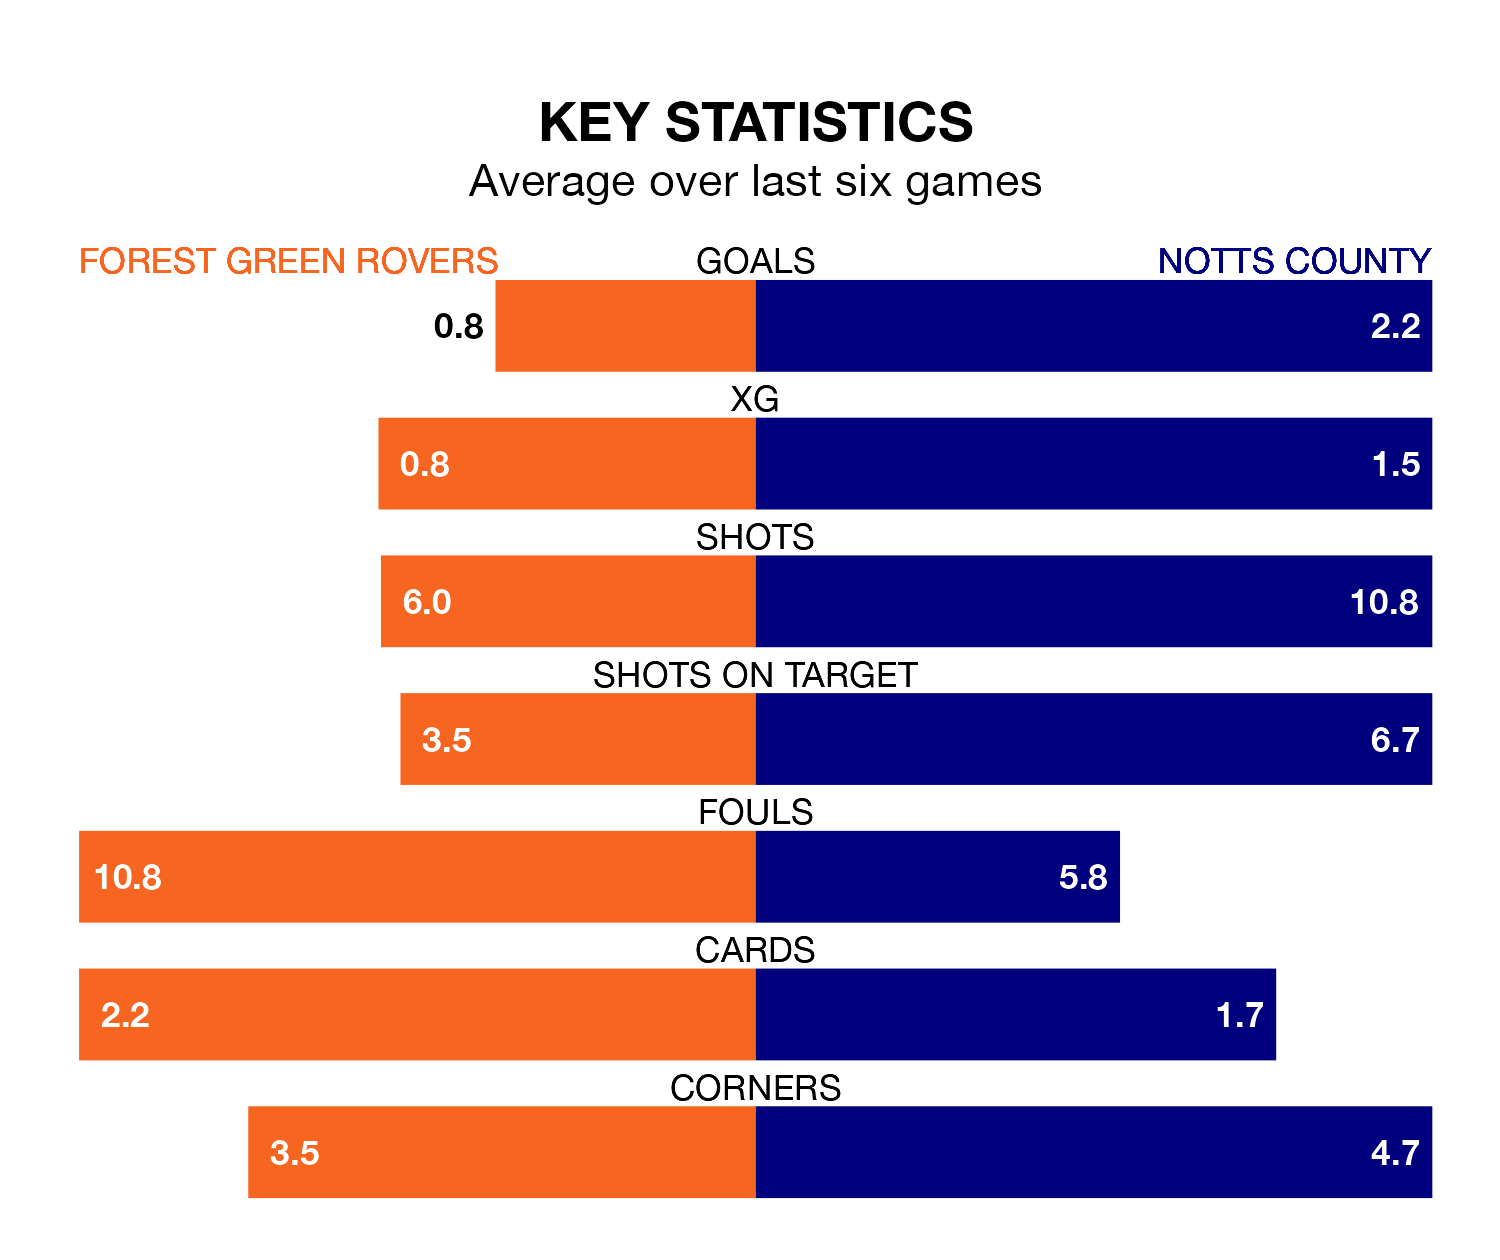 KEY STATISTICS
Average over last six games
FOREST GREEN ROVERS GOALS NOTTS COUNTY
0.8 2.2
XG
0.8 1.5
SHOTS
6.0 10.8
SHOTS ON TARGET
3.5 6.7
FOULS
10.8 5.8
CARDS
2.2 1.7
CORNERS
3.5 4.7